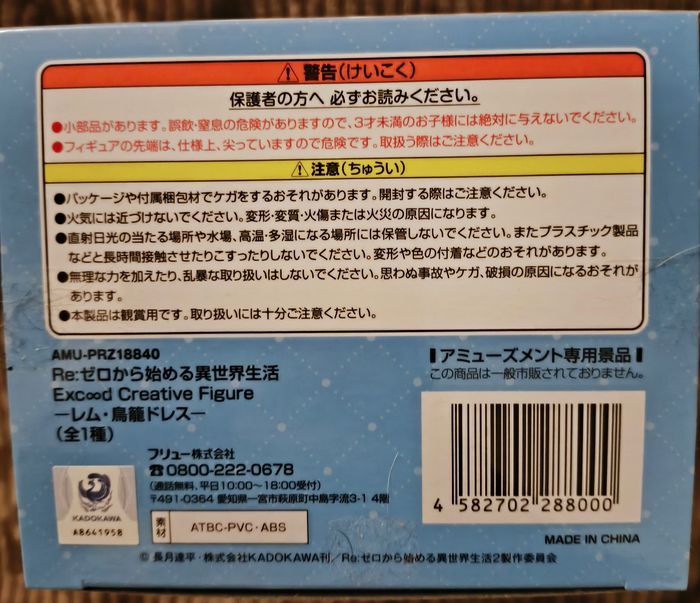 ⚠警告(けいこく)
保護者の方へ 必ずお読みください。
●小部品があります。誤飲・窒息の危険がありますので、3才未満のお子様には絶対に与えないでください。
●フィギュアの先端は、仕様上、尖っていますので危険です。取扱う際はご注意ください。
⚠注意(ちゅうい)
●パッケージや付属梱包材でケガをするおそれがあります。開封する際はご注意ください。
●火気には近づけないでください。変形・変質・火傷または火災の原因になります。
●直射日光の当たる場所や水場、高温・多湿になる場所には保管しないでください。またプラスチック製品
などと長時間接触させたりこすったりしないでください。変形や色の付着などのおそれがあります。
●無理な力を加えたり、乱暴な取り扱いはしないでください。思わぬ事故やケガ、破損の原因になるおそれが
あります。
●本製品は観賞用です。取り扱いには十分ご注意ください。
AMU-PRZ18840
Re:ゼロから始める異世界生活
Exc∞d Creative Figure
ーレム・鳥籠ドレスー
(全1種)
フリュー株式会社
☎0800-222-0678
(通話無料、平日10:00〜18:00受付)
〒491-0364 愛知県一宮市萩原町中島字流3-1 4階
KADOKAWA
A8641958
素材 ATBC-PVC・ABS
アミューズメント専用景品
この商品は一般市販されておりません。
4 582702 288000
MADE IN CHINA
© 長月達平・株式会社KADOKAWA刊/Re:ゼロから始める異世界生活2製作委員会